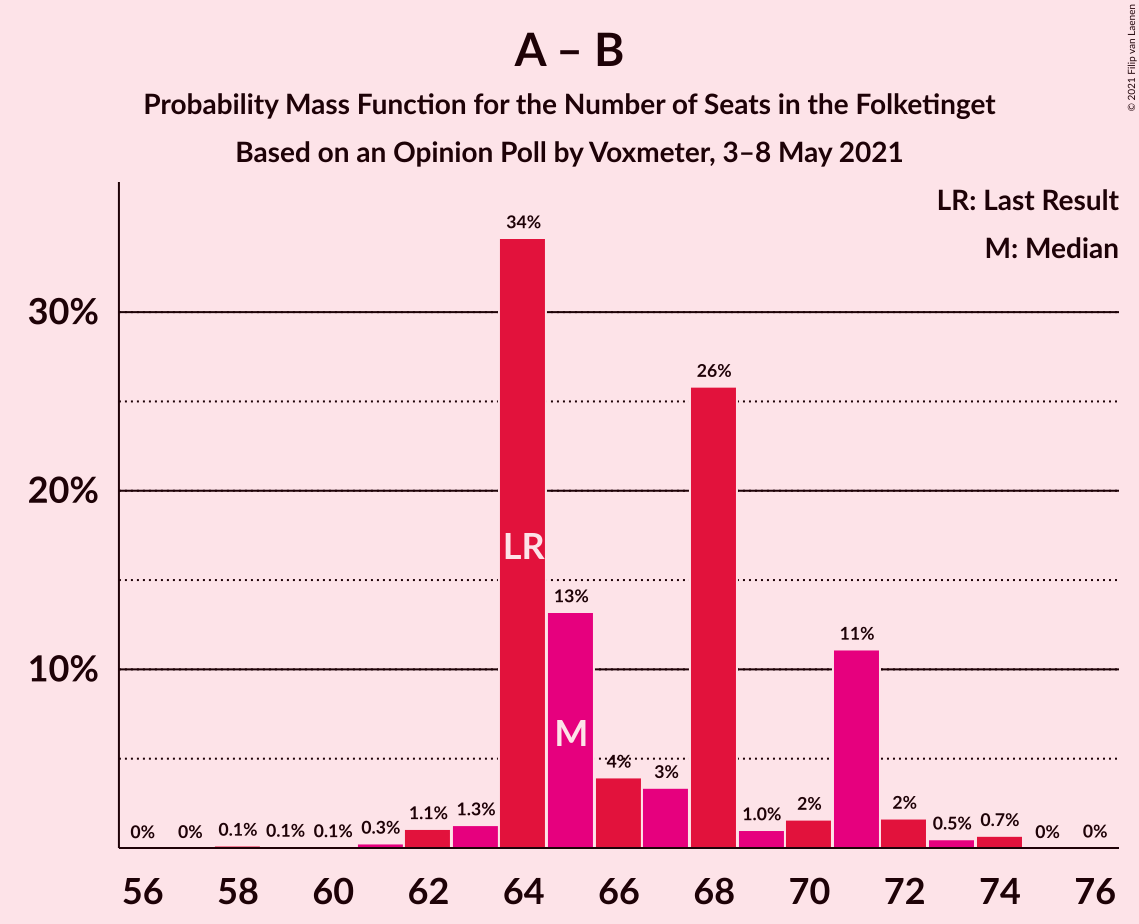 © 2021 Filip van Laenen
A – B
Probability Mass Function for the Number of Seats in the Folketinget
Based on an Opinion Poll by Voxmeter, 3–8 May 2021
LR: Last Result
M: Median
30%
20%
10%
0%
0%
0.1%
0.1%
0.1%
0.3%
1.1%
1.3%
34%
13%
4%
3%
26%
1.0%
2%
11%
2%
0.5%
0.7%
0%
0%
LR
M
56 58 60 62 64 66 68 70 72 74 76